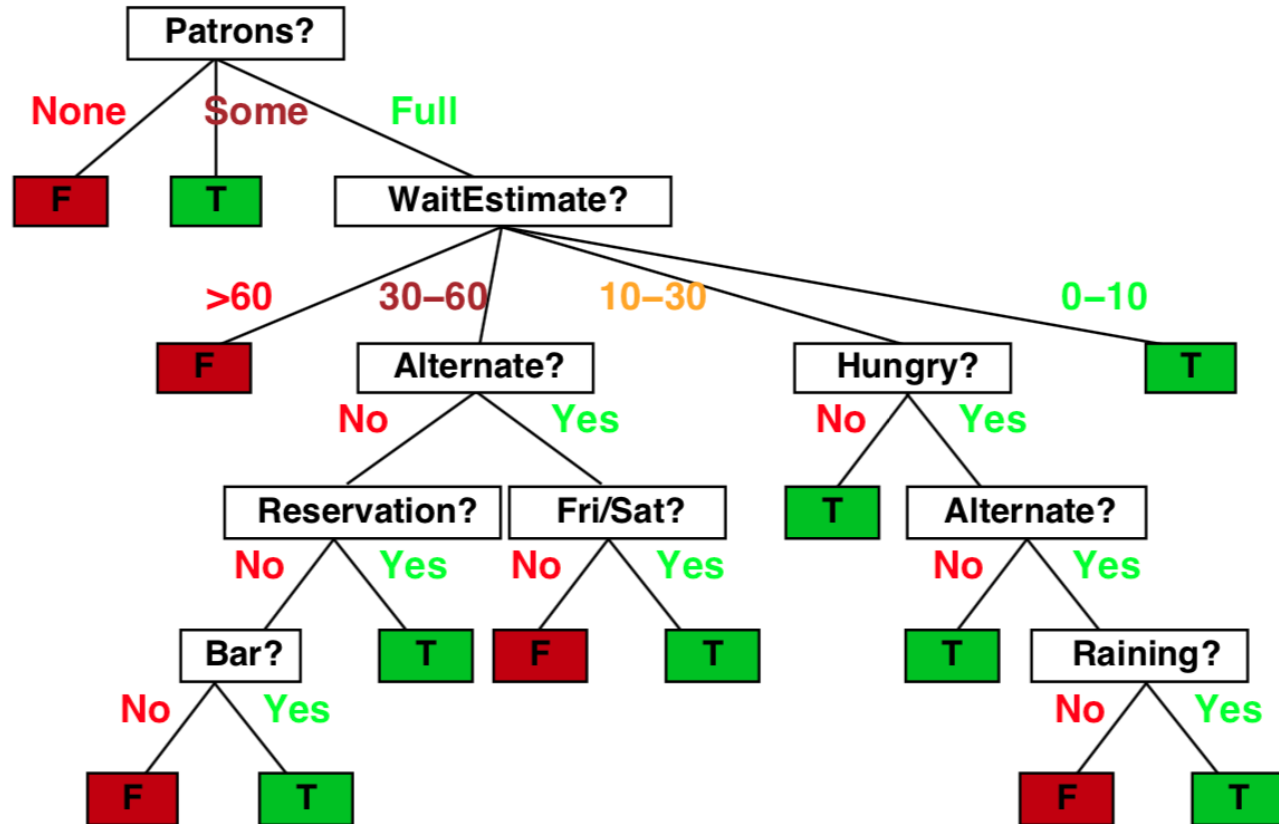 Patrons?
None Some Full
F T WaitEstimate?
>60 30–60 10–30 0–10
F Alternate? Hungry? T
No Yes No Yes
Reservation? Fri/Sat? T Alternate?
No Yes No Yes No Yes
Bar? T F T T Raining?
No Yes No Yes
F T F T